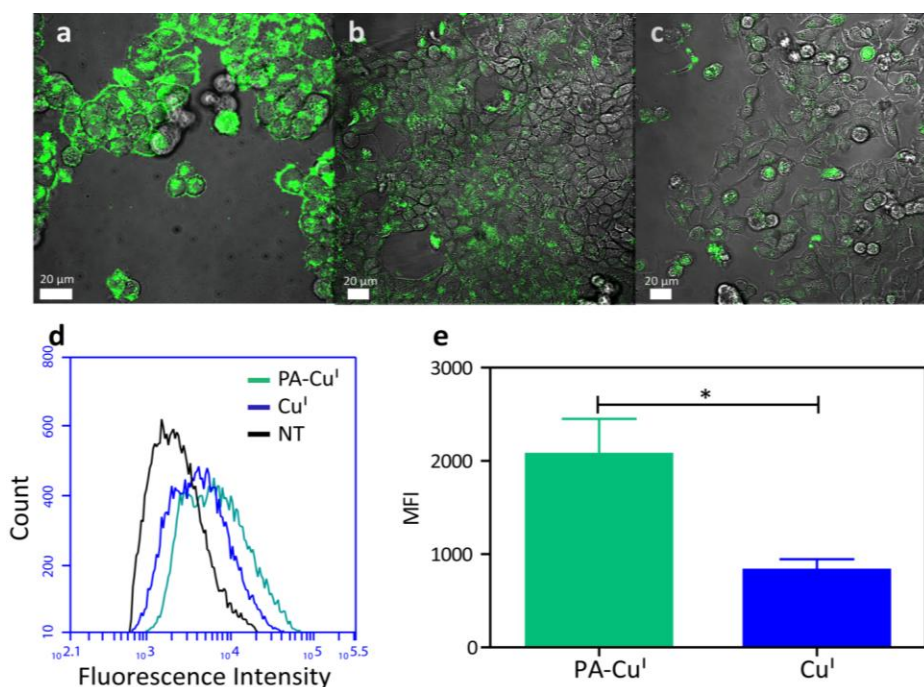 a
b
c
20 µm
20 µm
20 µm
d
e
800
600
400
200
10
Count
PA-Cuᴵ
Cuᴵ
NT
10 2.1
10 3
10 4
10 5
10 5.5
Fluorescence Intensity
3000
2000
1000
0
MFI
*
PA-Cuᴵ
Cuᴵ